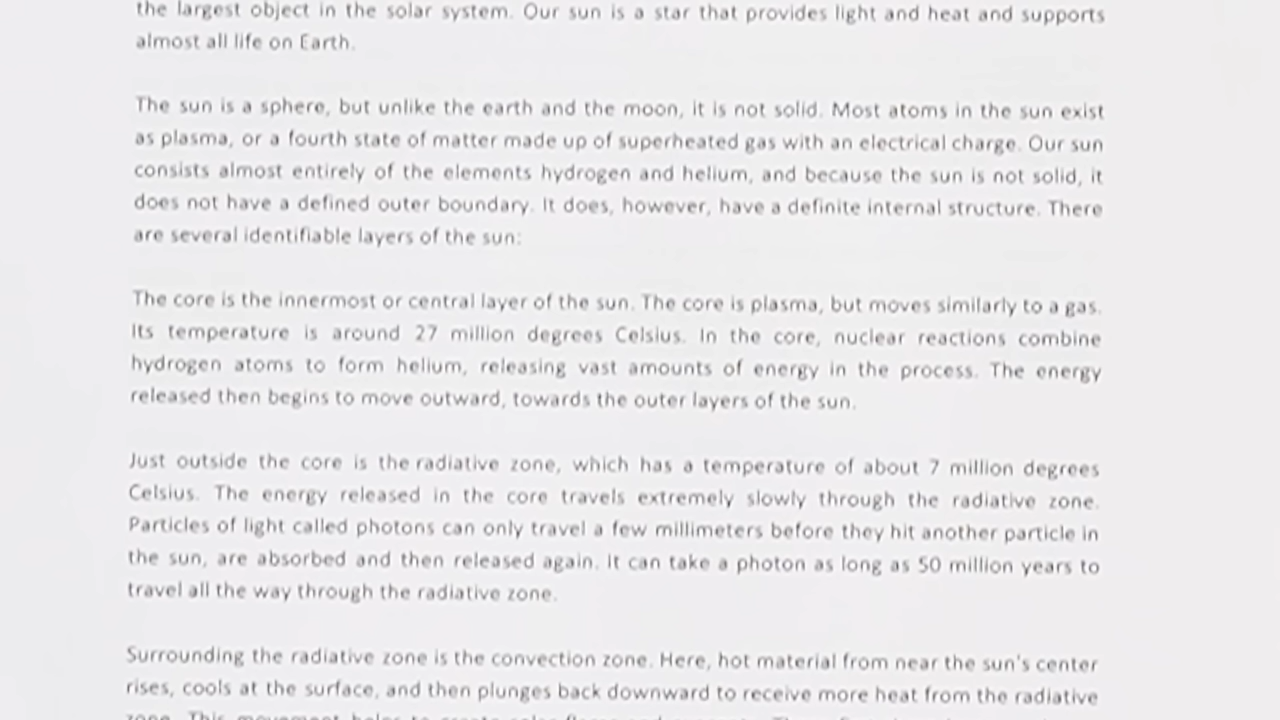 the largest object in the solar system. Our sun is a star that provides light and heat and supports
almost all life on Earth.
The sun is a sphere, but unlike the earth and the moon, it is not solid. Most atoms in the sun exist
as plasma, or a fourth state of matter made up of superheated gas with an electrical charge. Our sun
consists almost entirely of the elements hydrogen and helium, and because the sun is not solid, it
does not have a defined outer boundary. It does, however, have a definite internal structure. There
are several identifiable layers of the sun:
The core is the innermost or central layer of the sun. The core is plasma, but moves similarly to a gas.
Its temperature is around 27 million degrees Celsius. In the core, nuclear reactions combine
hydrogen atoms to form helium, releasing vast amounts of energy in the process. The energy
released then begins to move outward, towards the outer layers of the sun.
Just outside the core is the radiative zone, which has a temperature of about 7 million degrees
Celsius. The energy released in the core travels extremely slowly through the radiative zone.
Particles of light called photons can only travel a few millimeters before they hit another particle in
the sun, are absorbed and then released again. It can take a photon as long as 50 million years to
travel all the way through the radiative zone.
Surrounding the radiative zone is the convection zone. Here, hot material from near the sun's center
rises, cools at the surface, and then plunges back downward to receive more heat from the radiative
zone. This movement helps to create solar flares